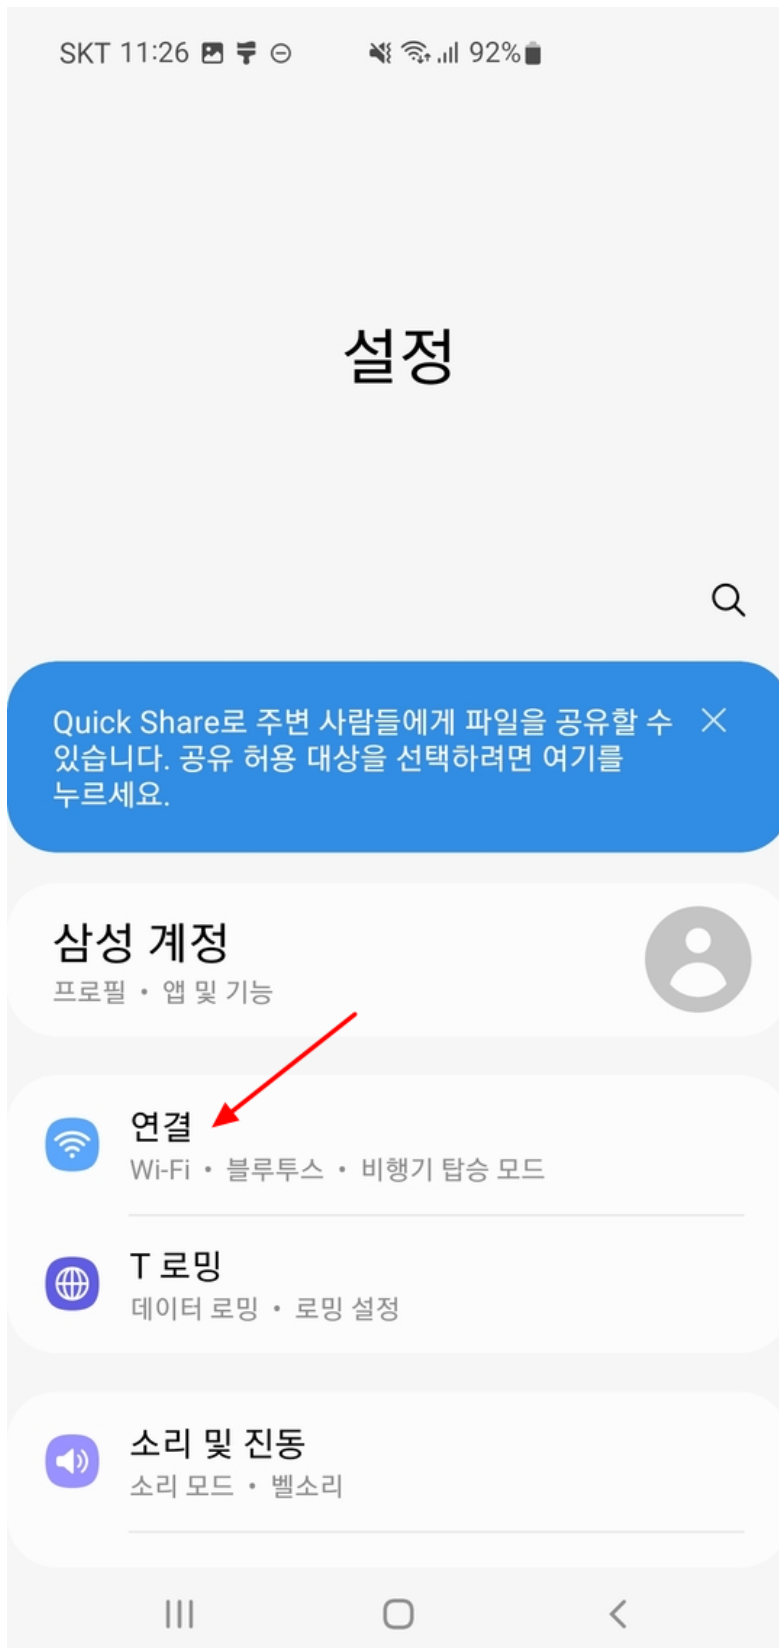 SKT 11:26 92%
설정
Quick Share로 주변 사람들에게 파일을 공유할 수
있습니다. 공유 허용 대상을 선택하려면 여기를
누르세요.
삼성 계정
프로필 • 앱 및 기능
연결
Wi-Fi • 블루투스 • 비행기 탑승 모드
T 로밍
데이터 로밍 • 로밍 설정
소리 및 진동
소리 모드 • 벨소리